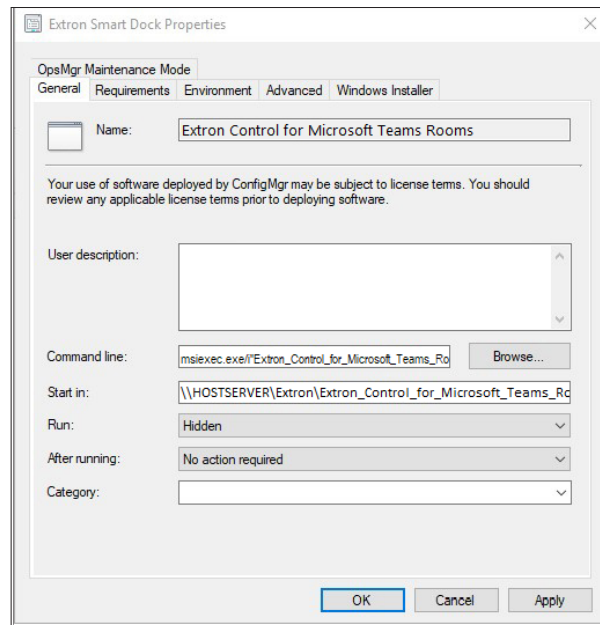 Extron Smart Dock Properties
OpsMgr Maintenance Mode
General Requirements Environment Advanced Windows Installer
Name: Extron Control for Microsoft Teams Rooms
Your use of software deployed by ConfigMgr may be subject to license terms. You should
review any applicable license terms prior to deploying software.
User description:
Command line: msiexec.exe/i"Extron_Control_for_Microsoft_Teams_Ro Browse...
Start in: \\HOSTSERVER\Extron\Extron_Control_for_Microsoft_Teams_Rc
Run: Hidden
After running: No action required
Category:
OK Cancel Apply